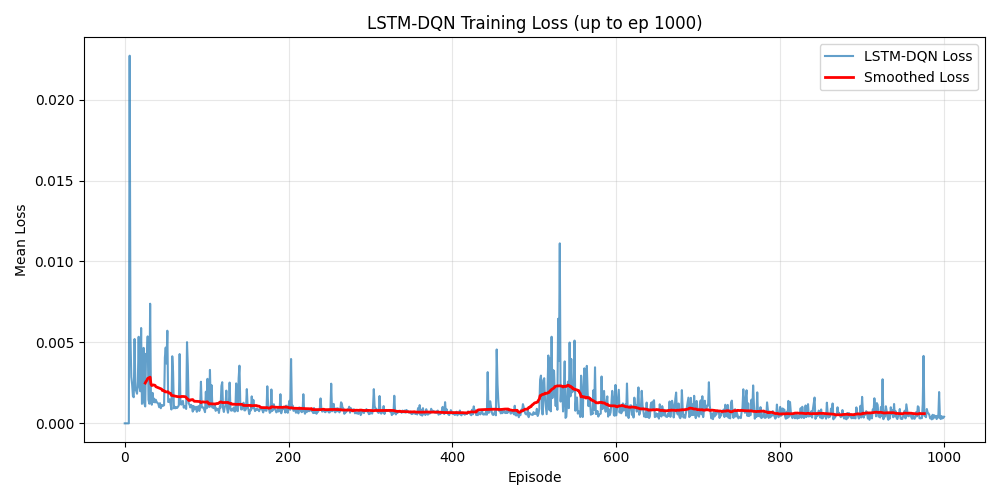 LSTM-DQN Training Loss (up to ep 1000)
LSTM-DQN Loss
Smoothed Loss
Mean Loss
0.020
0.015
0.010
0.005
0.000
0 200 400 600 800 1000
Episode